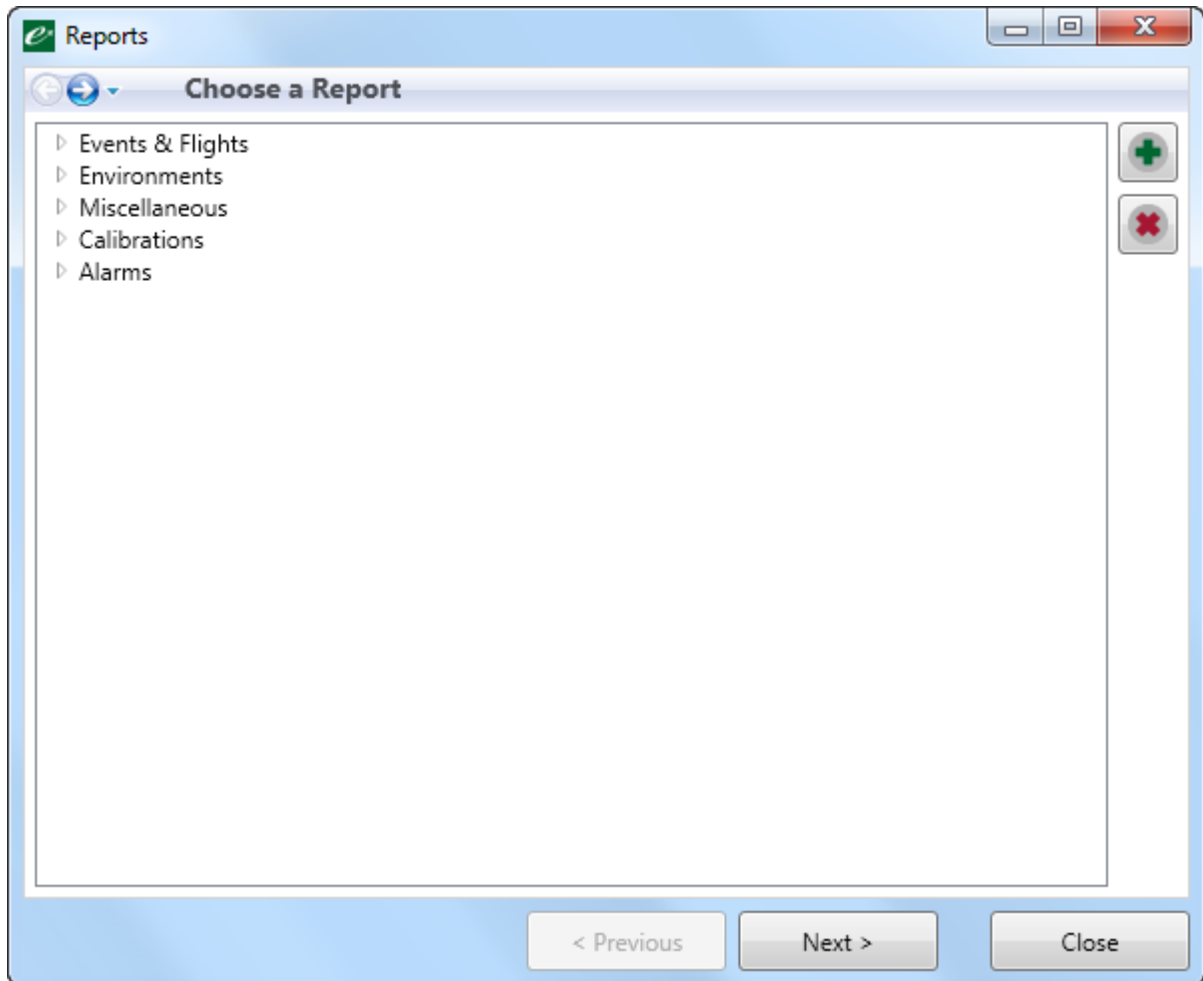 Reports
Choose a Report
Events & Flights
Environments
Miscellaneous
Calibrations
Alarms
< Previous
Next >
Close